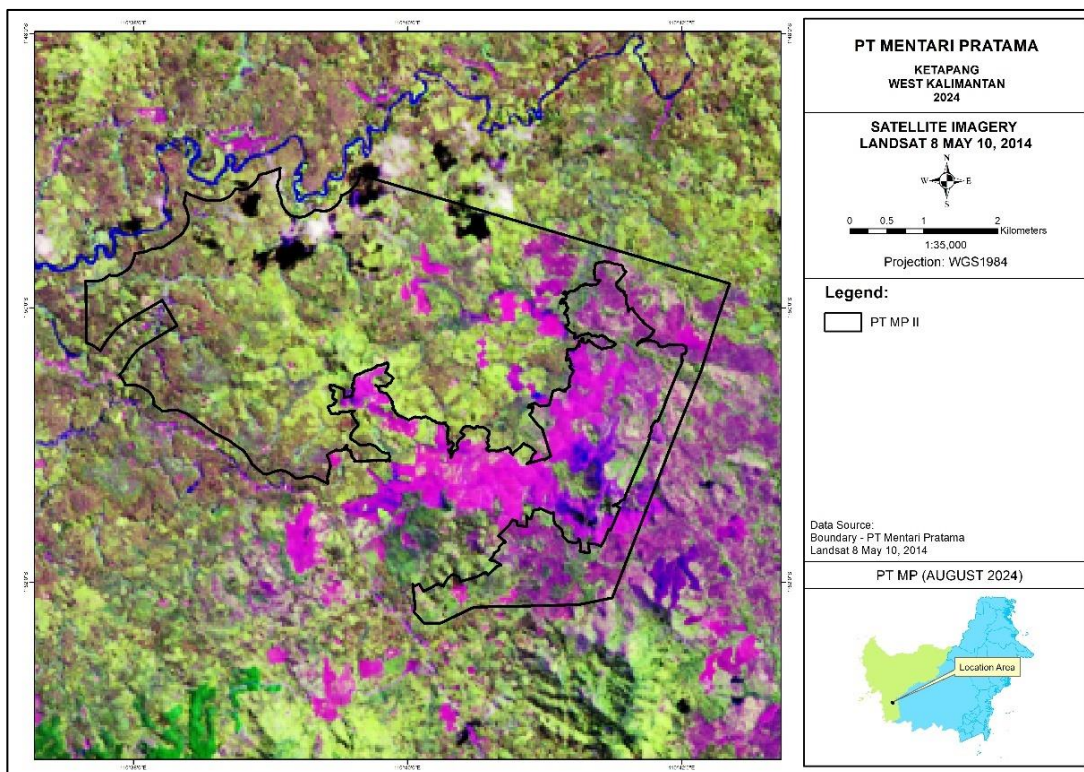 PT MENTARI PRATAMA
KETAPANG
WEST KALIMANTAN
2024
SATELLITE IMAGERY
LANDSAT 8 MAY 10, 2014
N
W E
S
0 0.5 1 2
Kilometers
1:35,000
Projection: WGS1984
Legend:
PT MP II
Data Source:
Boundary - PT Mentari Pratama
Landsat 8 May 10, 2014
PT MP (AUGUST 2024)
Location Area